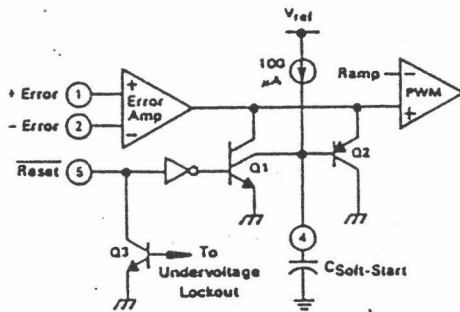 Vref
100
μA
Ramp
−
PWM
+
+ Error
1
+
Error
Amp
− Error
2
−
Reset
5
Q1
Q2
4
Q3
To
Undervoltage
Lockout
CSoft-Start